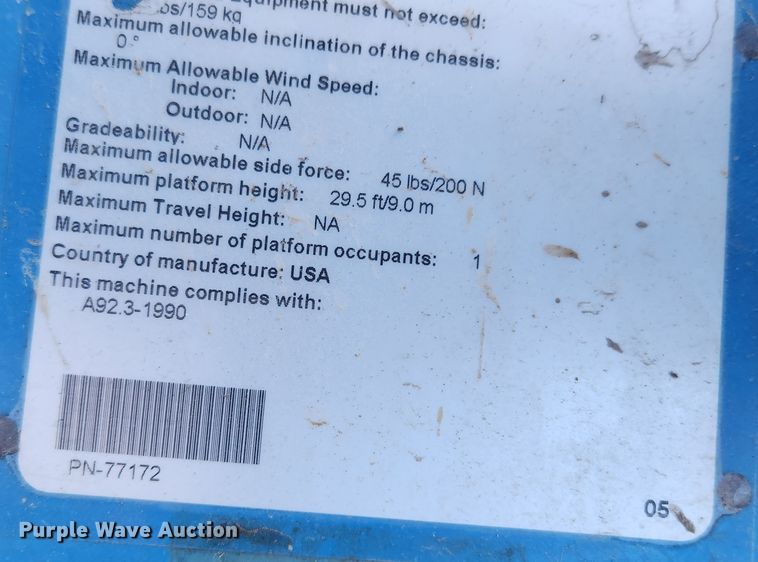 Equipment must not exceed:
lbs/159 kg
Maximum allowable inclination of the chassis:
0 °
Maximum Allowable Wind Speed:
Indoor: N/A
Outdoor: N/A
Gradeability: N/A
Maximum allowable side force: 45 lbs/200 N
Maximum platform height: 29.5 ft/9.0 m
Maximum Travel Height: NA
Maximum number of platform occupants: 1
Country of manufacture: USA
This machine complies with:
A92.3-1990
PN-77172
05
Purple Wave Auction